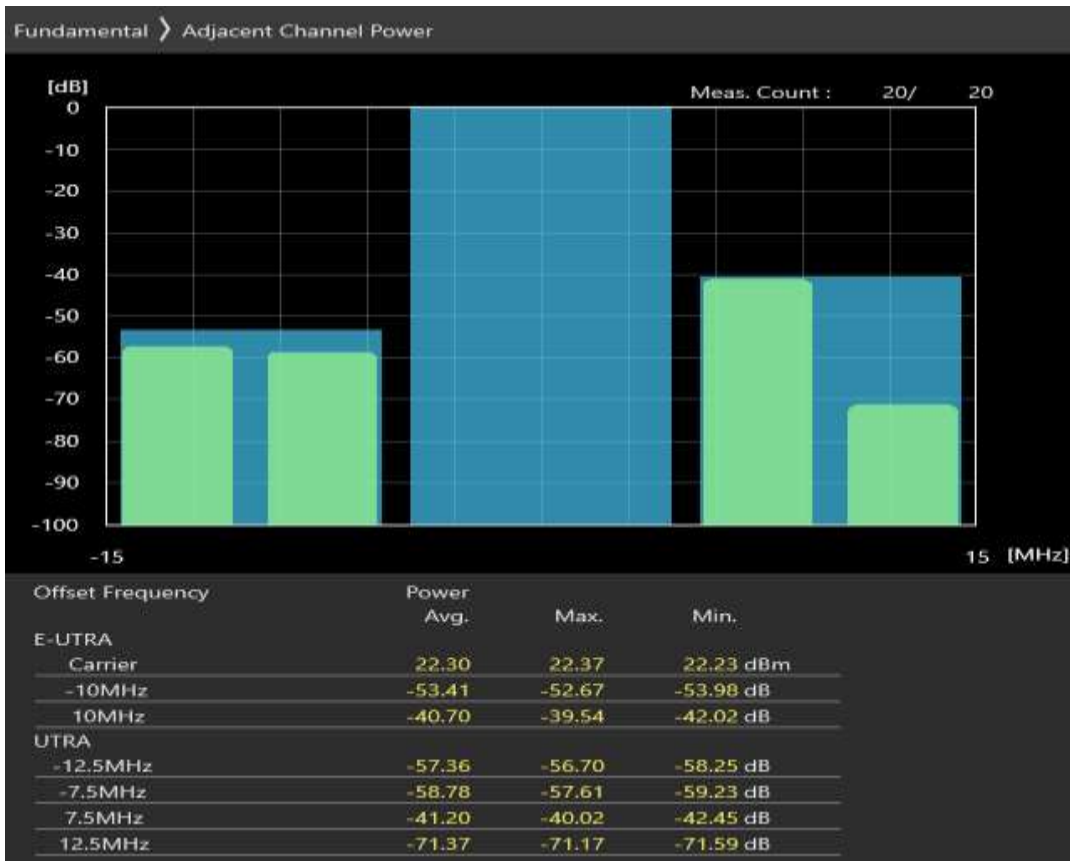 Fundamental 〉 Adjacent Channel Power
[dB]
Meas. Count : 20/ 20
0
-10
-20
-30
-40
-50
-60
-70
-80
-90
-100
-15 15 [MHz]
Offset Frequency Power
Avg. Max. Min.
E-UTRA
Carrier 22.30 22.37 22.23 dBm
-10MHz -53.41 -52.67 -53.98 dB
10MHz -40.70 -39.54 -42.02 dB
UTRA
-12.5MHz -57.36 -56.70 -58.25 dB
-7.5MHz -58.78 -57.61 -59.23 dB
7.5MHz -41.20 -40.02 -42.45 dB
12.5MHz -71.37 -71.17 -71.59 dB